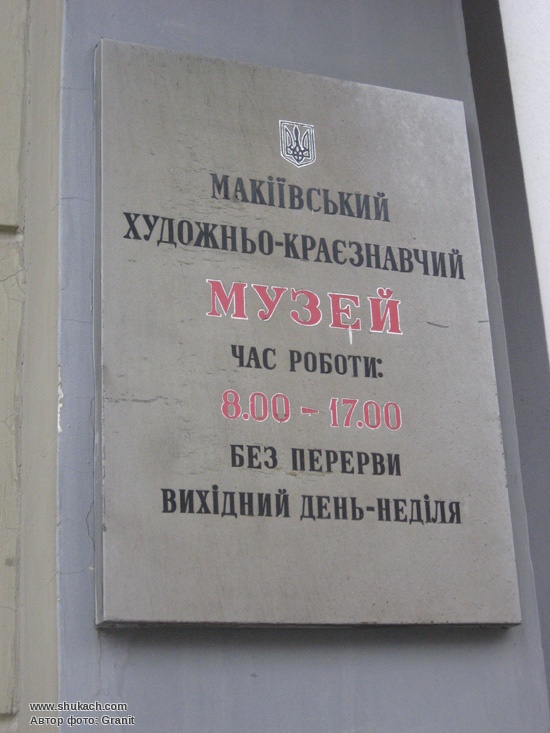 МАКІЇВСЬКИЙ
ХУДОЖНЬО-КРАЄЗНАВЧИЙ
МУЗЕЙ
ЧАС РОБОТИ:
8.00 - 17.00
БЕЗ ПЕРЕРВИ
ВИХІДНИЙ ДЕНЬ-НЕДІЛЯ
www.shukach.com
Автор фото: Granit